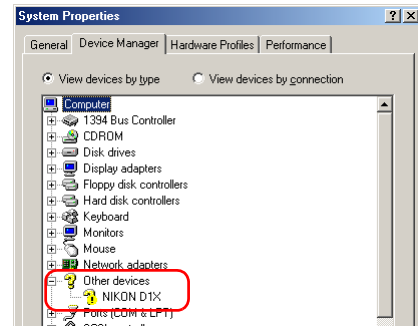 System Properties
General Device Manager Hardware Profiles Performance
View devices by type View devices by connection
Computer
1394 Bus Controller
CDROM
Disk drives
Display adapters
Floppy disk controllers
Hard disk controllers
Keyboard
Monitors
Mouse
Network adapters
Other devices
NIKON D1X
Ports (COM & LPT)